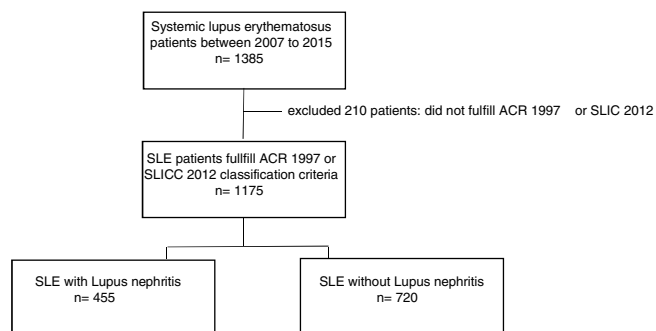 Systemic lupus erythematosus
patients between 2007 to 2015
n= 1385
excluded 210 patients: did not fulfill ACR 1997 or SLIC 2012
SLE patients fullfill ACR 1997 or
SLICC 2012 classification criteria
n= 1175
SLE with Lupus nephritis
n= 455
SLE without Lupus nephritis
n= 720